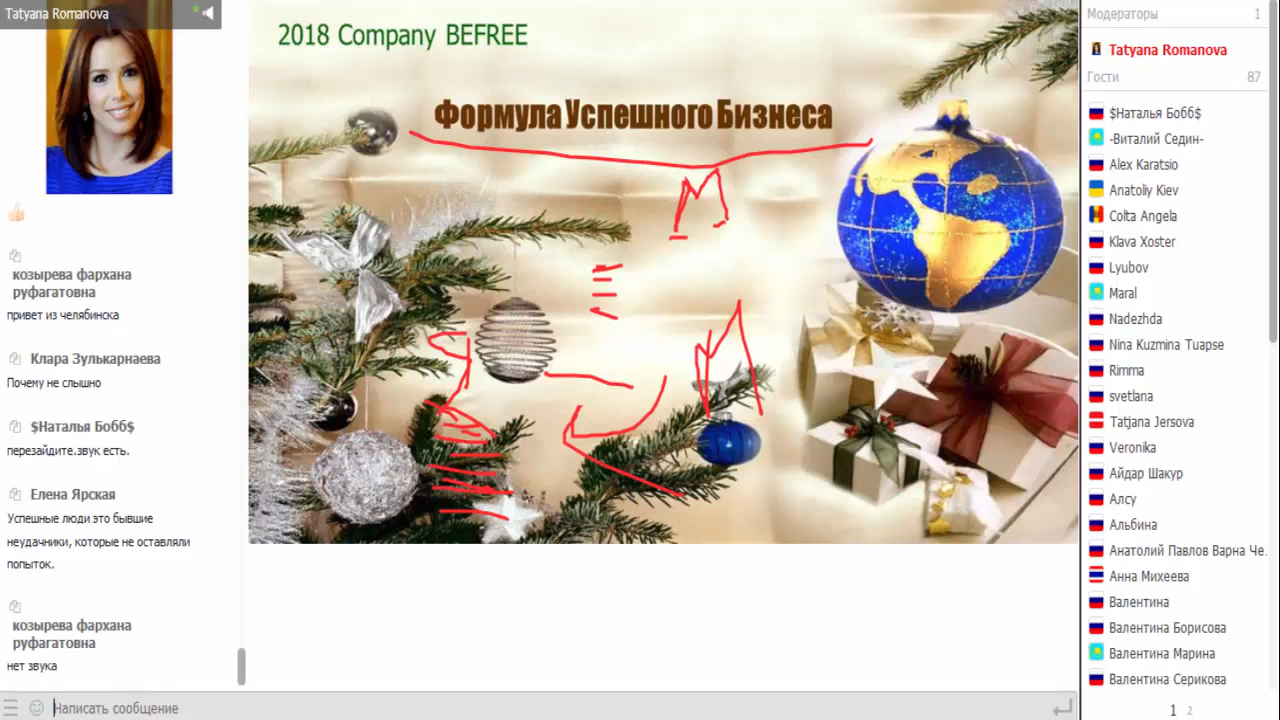 Tatyana Romanova
козырева фархана
руфагатовна
привет из челябинска
Клара Зулькарнаева
Почему не слышно
$Наталья Бобб$
перезайдите.звук есть.
Елена Ярская
Успешные люди это бывшие
неудачники, которые не оставляли
попыток.
козырева фархана
руфагатовна
нет звука
Написать сообщение
2018 Company BEFREE
Формула Успешного Бизнеса
Модераторы 1
Tatyana Romanova
Гости 87
$Наталья Бобб$
-Виталий Седин-
Alex Karatsio
Anatoliy Kiev
Colta Angela
Klava Xoster
Lyubov
Maral
Nadezhda
Nina Kuzmina Tuapse
Rimma
svetlana
Tatjana Jersova
Veronika
Айдар Шакур
Алсу
Альбина
Анатолий Павлов Варна Че.
Анна Михеева
Валентина
Валентина Борисова
Валентина Марина
Валентина Серикова
1 2